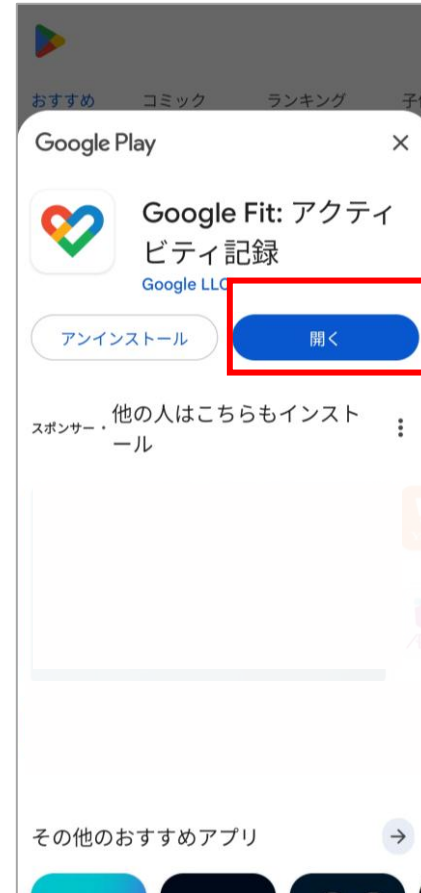 おすすめ コミック ランキング 子
Google Play
Google Fit: アクティ
ビティ記録
Google LLC
アンインストール 開く
スポンサー・他の人はこちらもインスト
ール
その他のおすすめアプリ